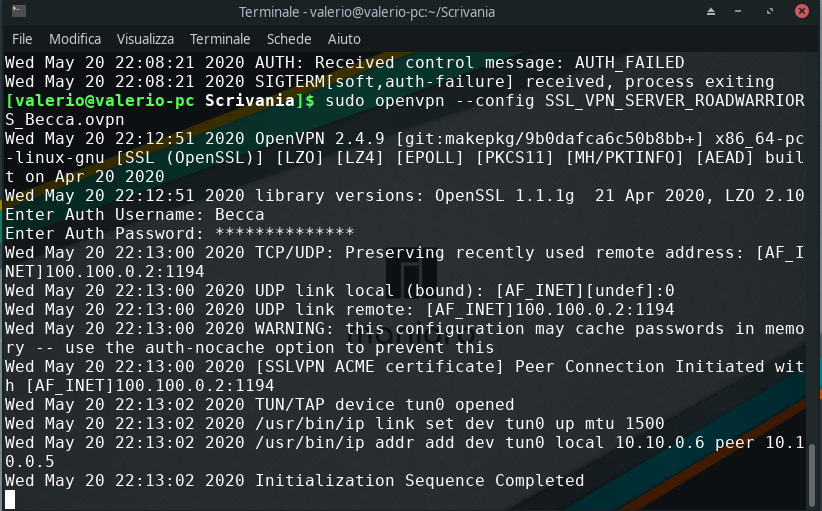 Terminale - valerio@valerio-pc:~/Scrivania
File Modifica Visualizza Terminale Schede Aiuto
Wed May 20 22:08:21 2020 AUTH: Received control message: AUTH_FAILED
Wed May 20 22:08:21 2020 SIGTERM[soft,auth-failure] received, process exiting
[valerio@valerio-pc Scrivania]$ sudo openvpn --config SSL_VPN_SERVER_ROADWARRIOR
S_Becca.ovpn
Wed May 20 22:12:51 2020 OpenVPN 2.4.9 [git:makepkg/9b0dafca6c50b8bb+] x86_64-pc
-linux-gnu [SSL (OpenSSL)] [LZO] [LZ4] [EPOLL] [PKCS11] [MH/PKTINFO] [AEAD] buil
t on Apr 20 2020
Wed May 20 22:12:51 2020 library versions: OpenSSL 1.1.1g  21 Apr 2020, LZO 2.10
Enter Auth Username: Becca
Enter Auth Password: **************
Wed May 20 22:13:00 2020 TCP/UDP: Preserving recently used remote address: [AF_I
NET]100.100.0.2:1194
Wed May 20 22:13:00 2020 UDP link local (bound): [AF_INET][undef]:0
Wed May 20 22:13:00 2020 UDP link remote: [AF_INET]100.100.0.2:1194
Wed May 20 22:13:00 2020 WARNING: this configuration may cache passwords in memo
ry -- use the auth-nocache option to prevent this
Wed May 20 22:13:00 2020 [SSLVPN ACME certificate] Peer Connection Initiated wit
h [AF_INET]100.100.0.2:1194
Wed May 20 22:13:02 2020 TUN/TAP device tun0 opened
Wed May 20 22:13:02 2020 /usr/bin/ip link set dev tun0 up mtu 1500
Wed May 20 22:13:02 2020 /usr/bin/ip addr add dev tun0 local 10.10.0.6 peer 10.1
0.0.5
Wed May 20 22:13:02 2020 Initialization Sequence Completed